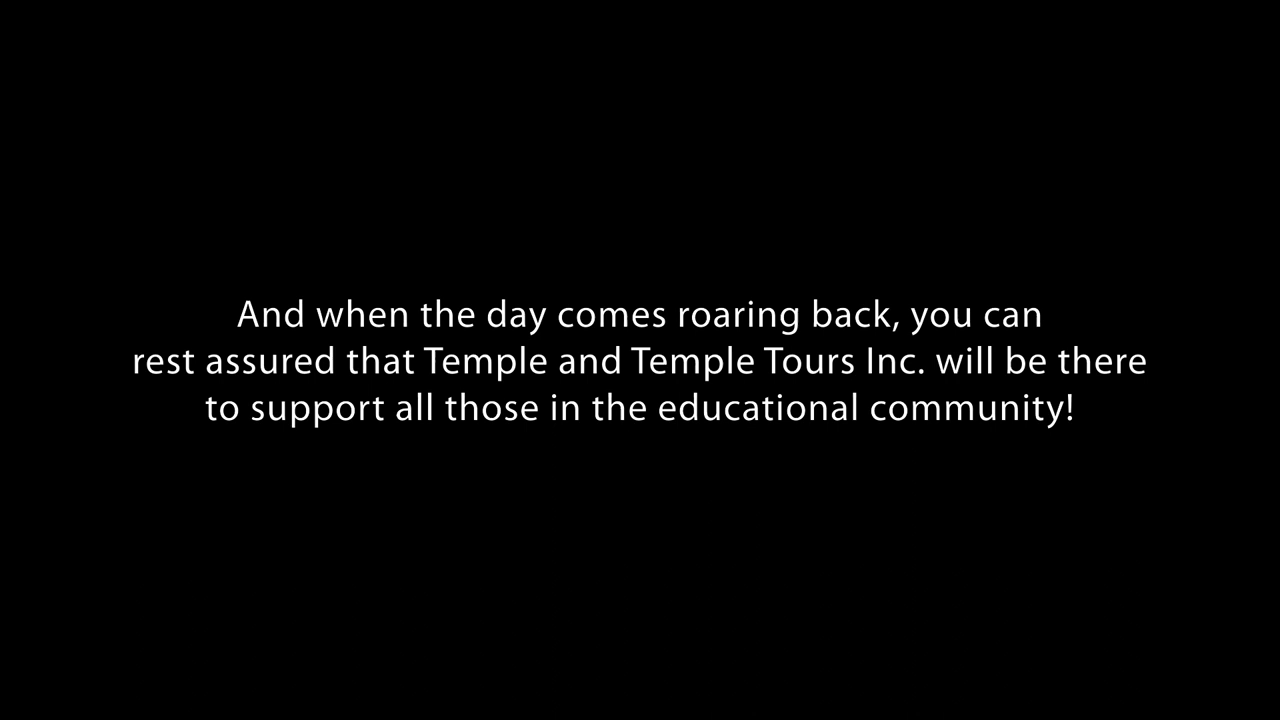 And when the day comes roaring back, you can
rest assured that Temple and Temple Tours Inc. will be there
to support all those in the educational community!